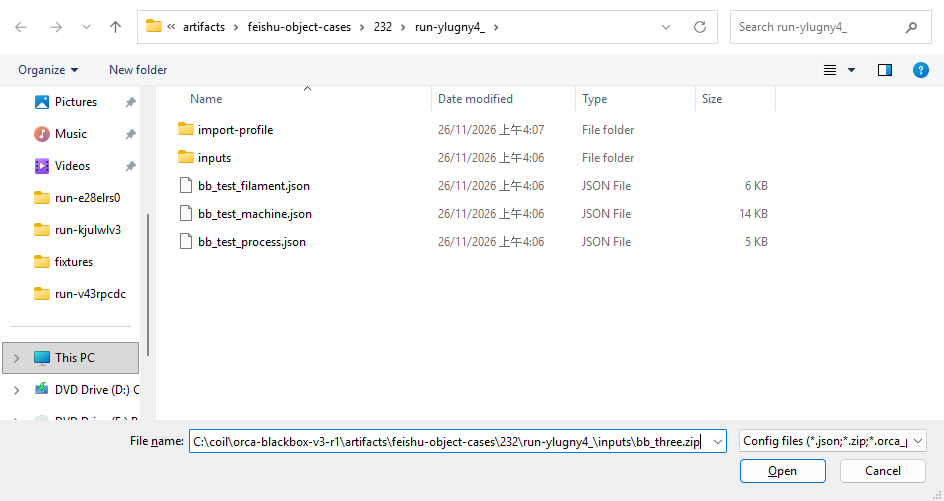 « artifacts › feishu-object-cases › 232 › run-ylugny4_ ›
Search run-ylugny4_
Organize
New folder
Name
Date modified
Type
Size
Pictures
Music
Videos
run-e28elrs0
run-kjulwlv3
fixtures
run-v43rpcdc
This PC
DVD Drive (D:) C
import-profile 26/11/2026 上午4:07 File folder
inputs 26/11/2026 上午4:06 File folder
bb_test_filament.json 26/11/2026 上午4:06 JSON File 6 KB
bb_test_machine.json 26/11/2026 上午4:06 JSON File 14 KB
bb_test_process.json 26/11/2026 上午4:06 JSON File 5 KB
File name: C:\coil\orca-blackbox-v3-r1\artifacts\feishu-object-cases\232\run-ylugny4_\inputs\bb_three.zip
Config files (*.json;*.zip;*.orca_p
Open
Cancel